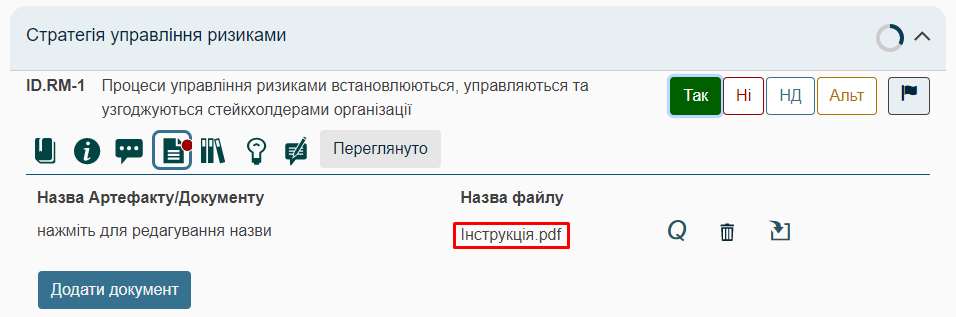 Стратегія управління ризиками
ID.RM-1 Процеси управління ризиками встановлюються, управляються та
узгоджуються стейкхолдерами організації
Так Ні НД Альт
Переглянуто
Назва Артефакту/Документу Назва файлу
нажміть для редагування назви Інструкція.pdf Q
Додати документ